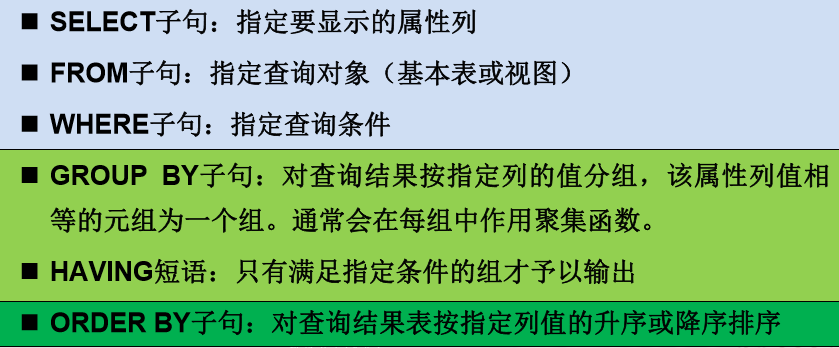 ■ SELECT子句：指定要显示的属性列
■ FROM子句：指定查询对象（基本表或视图）
■ WHERE子句：指定查询条件
■ GROUP BY子句：对查询结果按指定列的值分组，该属性列值相
等的元组为一个组。通常会在每组中作用聚集函数。
■ HAVING短语：只有满足指定条件的组才予以输出
■ ORDER BY子句：对查询结果表按指定列值的升序或降序排序